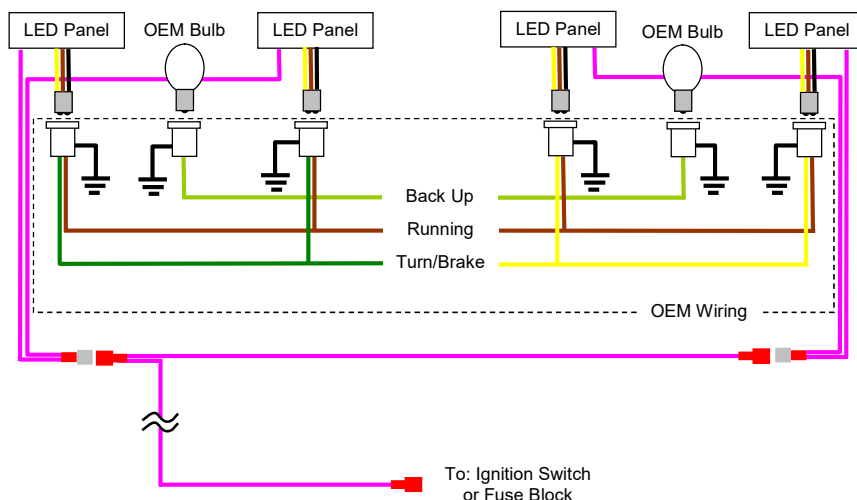 LED Panel
OEM Bulb
LED Panel
LED Panel
OEM Bulb
LED Panel
Back Up
Running
Turn/Brake
OEM Wiring
To: Ignition Switch
or Fuse Block